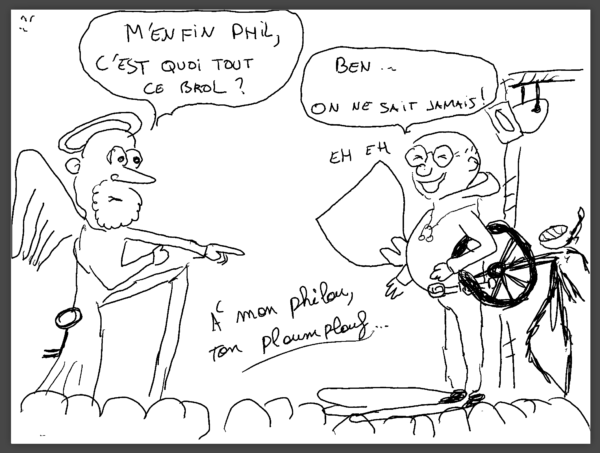 M'ENFIN PHIL,
C'EST QUOI TOUT
CE BROL ?
BEN...
ON NE SAIT JAMAIS !
EH EH
À mon philou,
Ton ploumplouf...